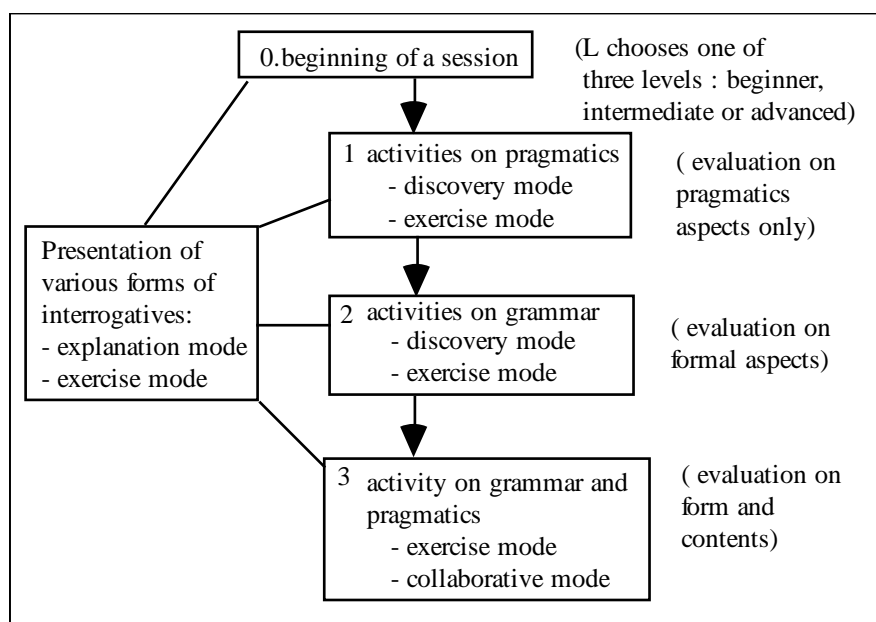 0.beginning of a session
(L chooses one of
three levels : beginner,
intermediate or advanced)
1 activities on pragmatics
- discovery mode
- exercise mode
( evaluation on
pragmatics
aspects only)
Presentation of
various forms of
interrogatives:
- explanation mode
- exercise mode
2 activities on grammar
- discovery mode
- exercise mode
( evaluation on
formal aspects)
3 activity on grammar and
pragmatics
- exercise mode
- collaborative mode
( evaluation on
form and
contents)